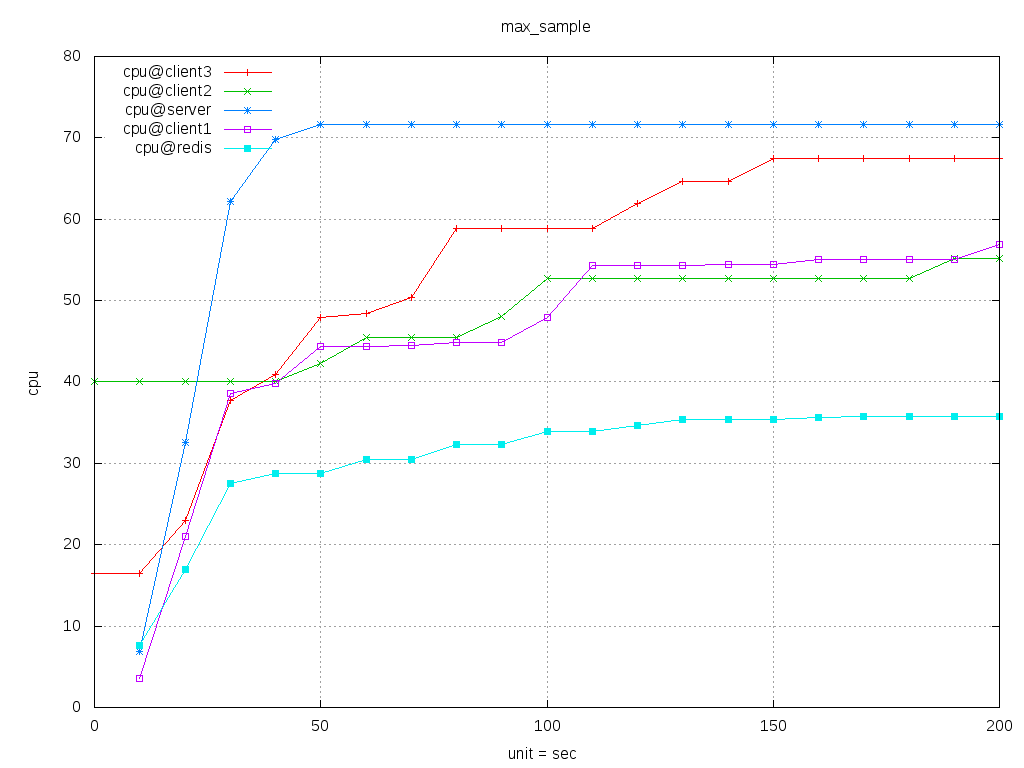 max_sample
80
70
60
50
40
30
20
10
0
cpu
cpu@client3
cpu@client2
cpu@server
cpu@client1
cpu@redis
0 50 100 150 200
unit = sec